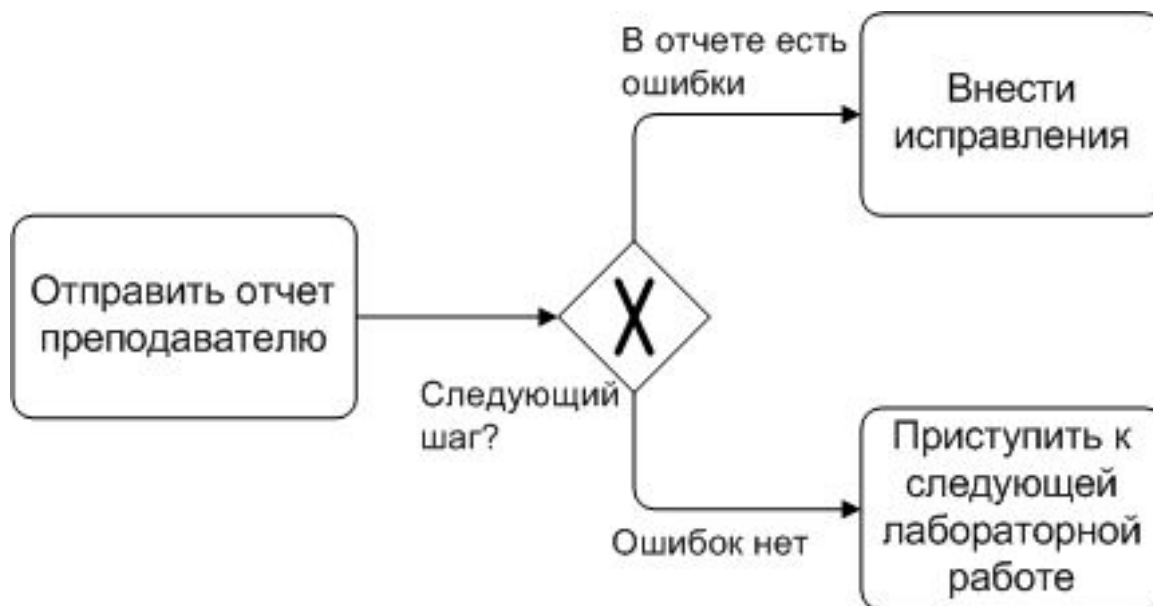 В отчете есть
ошибки
Внести
исправления
Отправить отчет
преподавателю
X
Следующий
шаг?
Ошибок нет
Приступить к
следующей
лабораторной
работе